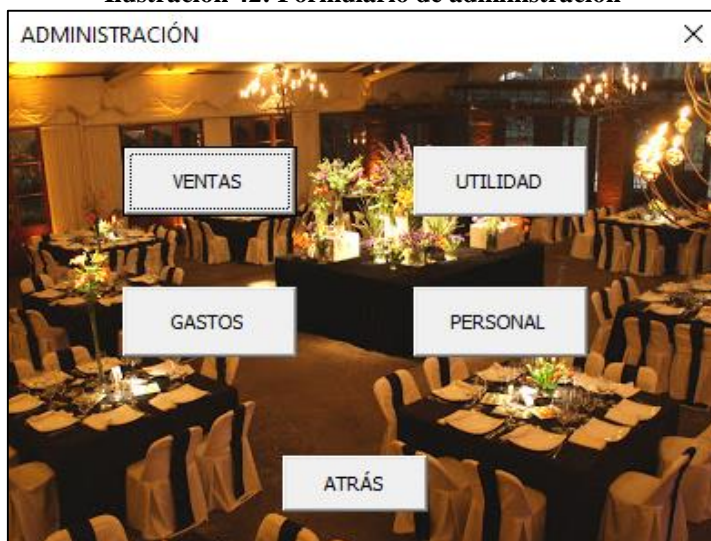 Ilustración 42. Formulario de administración
ADMINISTRACIÓN
VENTAS
UTILIDAD
GASTOS
PERSONAL
ATRÁS